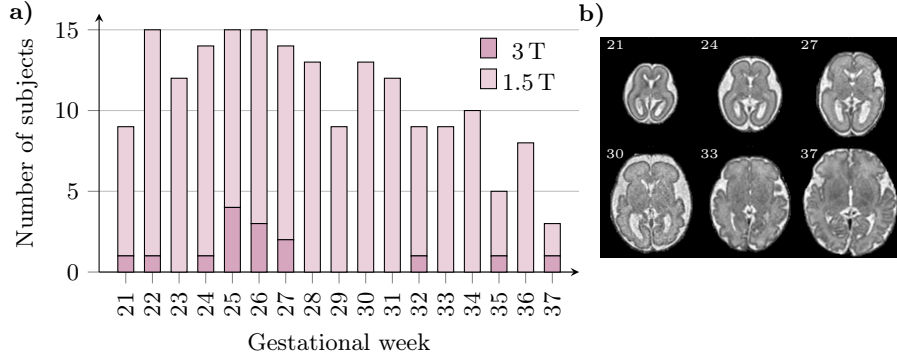 a)
Number of subjects
15
10
5
0
3 T
1.5 T
21 22 23 24 25 26 27 28 29 30 31 32 33 34 35 36 37
Gestational week
b)
21 24 27
30 33 37